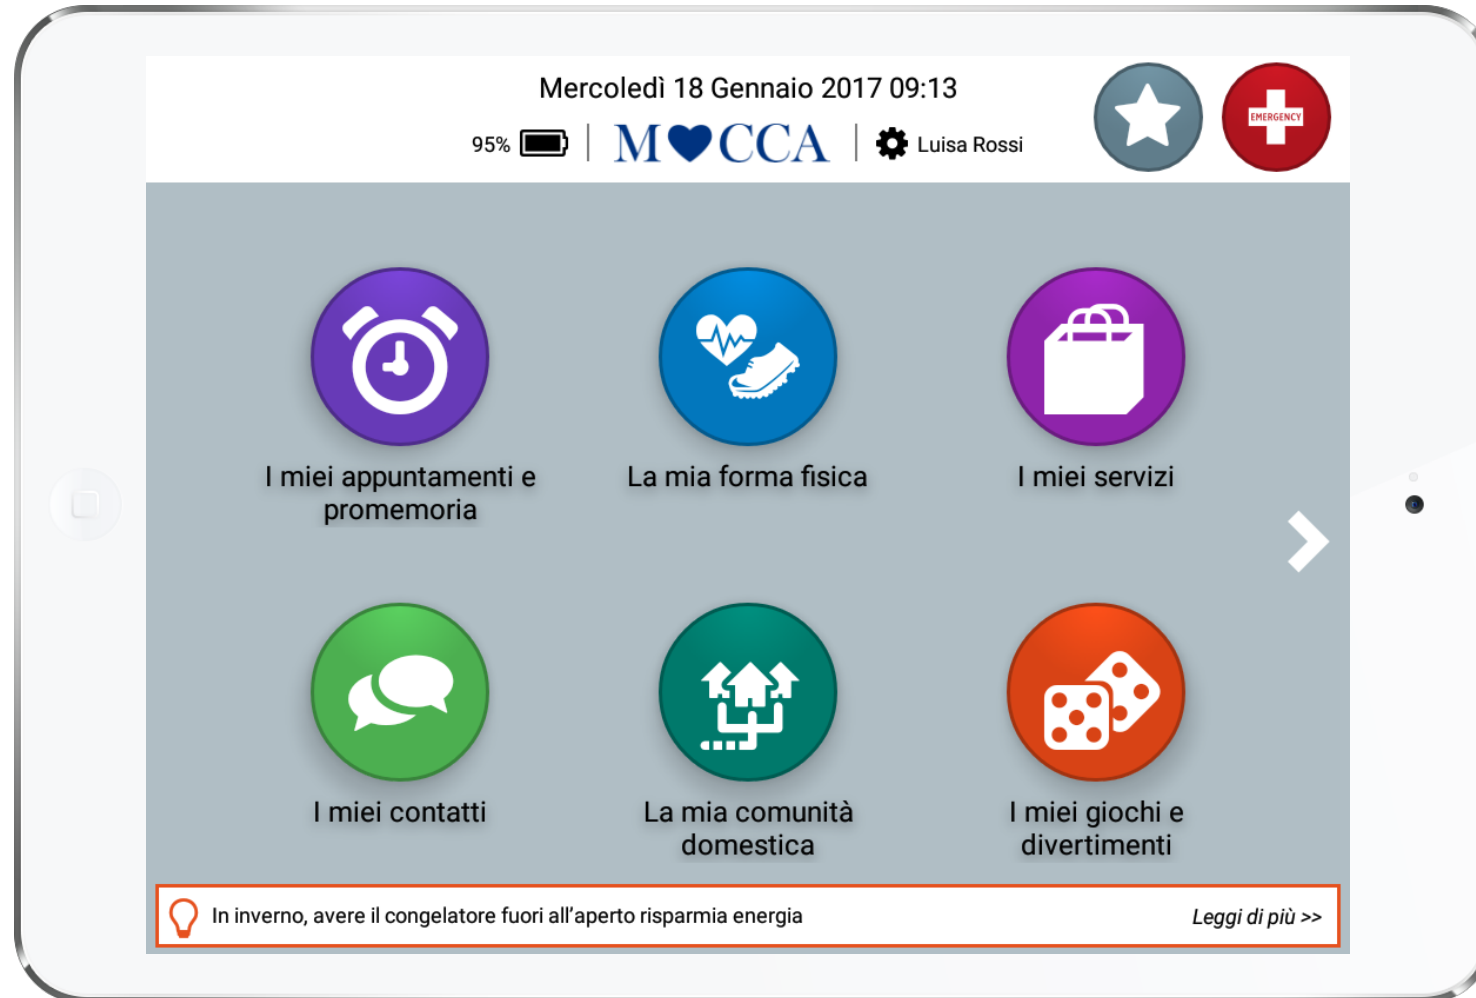 Mercoledì 18 Gennaio 2017 09:13
95%
M CCA
Luisa Rossi
EMERGENCY
I miei appuntamenti e
promemoria
La mia forma fisica
I miei servizi
I miei contatti
La mia comunità
domestica
I miei giochi e
divertimenti
In inverno, avere il congelatore fuori all’aperto risparmia energia
Leggi di più >>